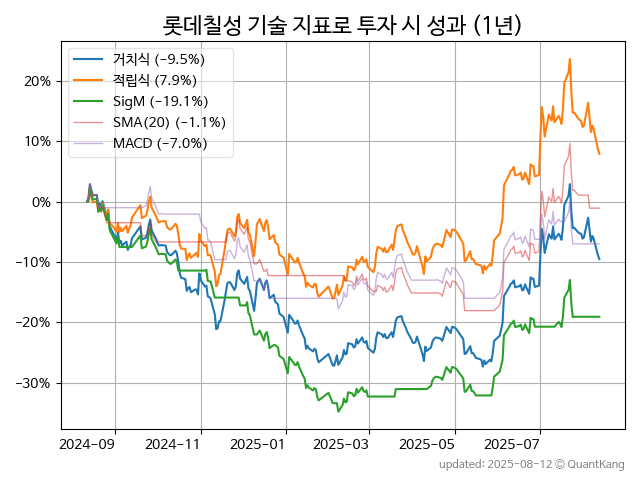 롯데칠성 기술 지표로 투자 시 성과 (1년)
거치식 (−9.5%)
적립식 (7.9%)
SigM (−19.1%)
SMA(20) (−1.1%)
MACD (−7.0%)
20%
10%
0%
−10%
−20%
−30%
2024−09 2024−11 2025−01 2025−03 2025−05 2025−07
updated: 2025−08−12 © QuantKang